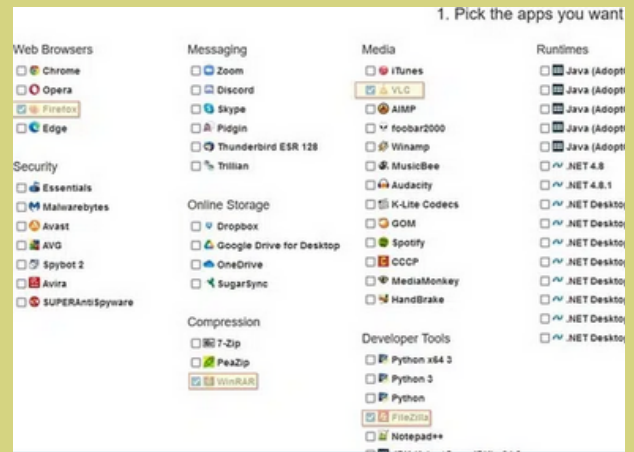 1. Pick the apps you want
Web Browsers
Chrome
Opera
Firefox
Edge
Security
Essentials
Malwarebytes
Avast
AVG
Spybot 2
Avira
SUPERAntiSpyware
Messaging
Zoom
Discord
Skype
Pidgin
Thunderbird ESR 128
Trillian
Online Storage
Dropbox
Google Drive for Desktop
OneDrive
SugarSync
Compression
7-Zip
PeaZip
WinRAR
Media
iTunes
VLC
AIMP
foobar2000
Winamp
MusicBee
Audacity
K-Lite Codecs
GOM
Spotify
CCCP
MediaMonkey
HandBrake
Developer Tools
Python x64 3
Python 3
Python
FileZilla
Notepad++
Runtimes
Java (Adopt
Java (Adopt
Java (Adopt
Java (Adopt
Java (Adopt
.NET 4.8
.NET 4.8.1
.NET Deskto
.NET Deskto
.NET Deskto
.NET Deskto
.NET Deskto
.NET Deskto
.NET Deskto
.NET Deskto